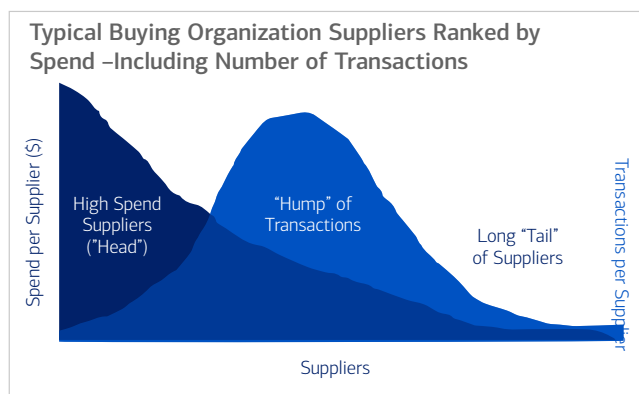 Typical Buying Organization Suppliers Ranked by
Spend –Including Number of Transactions
Spend per Supplier ($)
High Spend
Suppliers
("Head")
“Hump” of
Transactions
Long “Tail”
of Suppliers
Transactions per Supplier
Suppliers